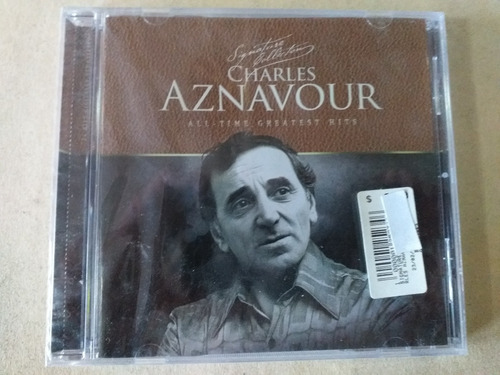 Signature
Collection
CHARLES
AZNAVOUR
ALL-TIME GREATEST HITS
S